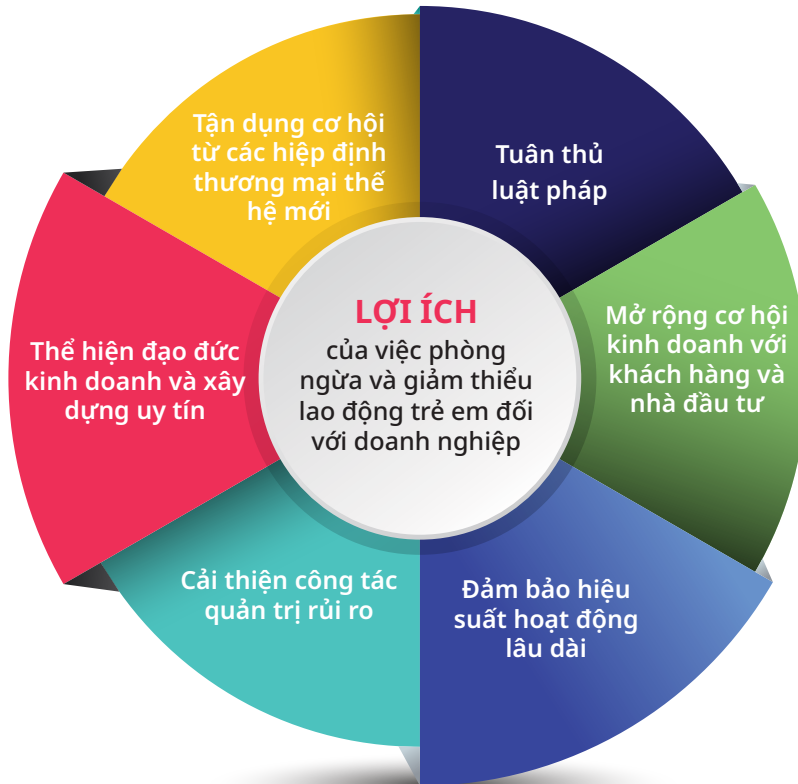 LỢI ÍCH
của việc phòng
ngừa và giảm thiểu
lao động trẻ em đối
với doanh nghiệp
Tuân thủ
luật pháp
Mở rộng cơ hội
kinh doanh với
khách hàng và
nhà đầu tư
Đảm bảo hiệu
suất hoạt động
lâu dài
Cải thiện công tác
quản trị rủi ro
Thể hiện đạo đức
kinh doanh và xây
dựng uy tín
Tận dụng cơ hội
từ các hiệp định
thương mại thế
hệ mới